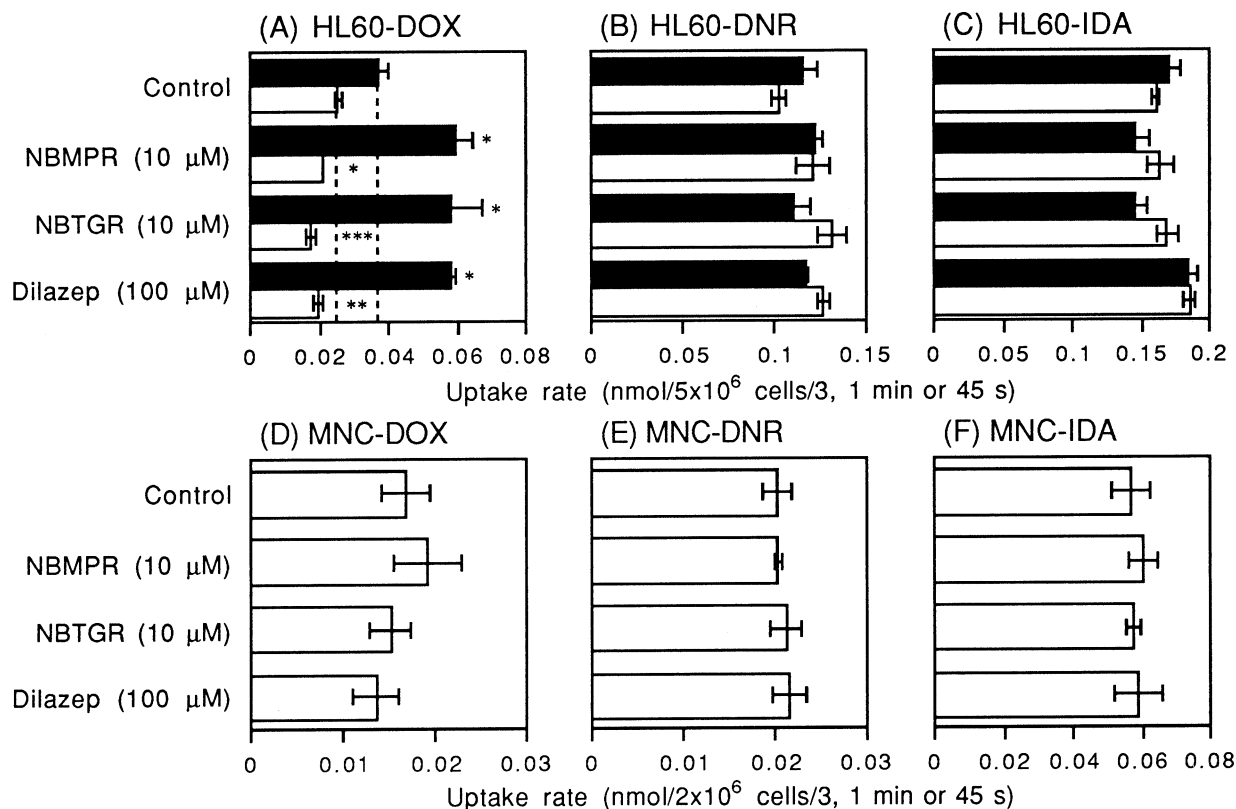 (A) HL60-DOX
(B) HL60-DNR
(C) HL60-IDA
Control
NBMPR (10 µM)
NBTGR (10 µM)
Dilazep (100 µM)
*
*
*
***
*
**
0 0.02 0.04 0.06 0.08
0 0.05 0.1 0.15
0 0.05 0.1 0.15 0.2
Uptake rate (nmol/5x10⁶ cells/3, 1 min or 45 s)
(D) MNC-DOX
(E) MNC-DNR
(F) MNC-IDA
Control
NBMPR (10 µM)
NBTGR (10 µM)
Dilazep (100 µM)
0 0.01 0.02 0.03
0 0.01 0.02 0.03
0 0.02 0.04 0.06 0.08
Uptake rate (nmol/2x10⁶ cells/3, 1 min or 45 s)